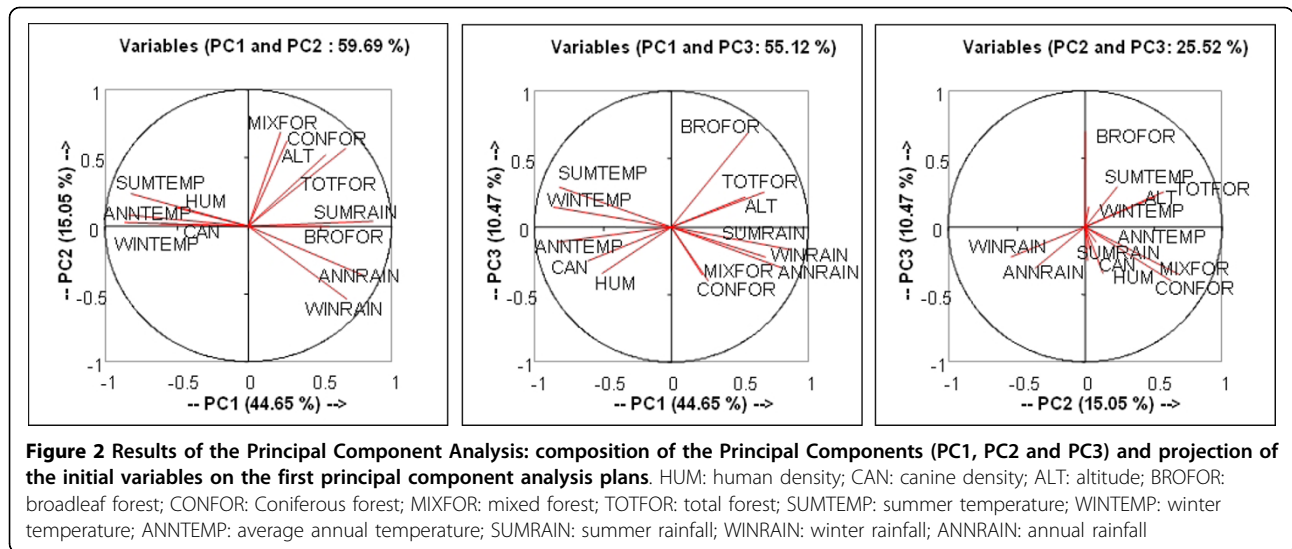 Variables (PC1 and PC2 : 59.69 %)
1
MIXFOR
CONFOR
0.5
ALT
TOTFOR
SUMTEMP
HUM
SUMRAIN
ANNTEMP
0
CAN
BROFOR
WINTEMP
ANNRAIN
-0.5
WINRAIN
-1
-1 -0.5 0 0.5 1
-- PC1 (44.65 %) -->
-- PC2 (15.05 %) -->
Variables (PC1 and PC3: 55.12 %)
1
BROFOR
0.5
SUMTEMP
TOTFOR
WINTEMP
ALT
0
SUMRAIN
ANNTEMP
WINRAIN
CAN
MIXFOR
ANNRAIN
HUM
CONFOR
-0.5
-1
-1 -0.5 0 0.5 1
-- PC1 (44.65 %) -->
-- PC3 (10.47 %) -->
Variables (PC2 and PC3: 25.52 %)
1
BROFOR
0.5
SUMTEMP
TOTFOR
ALT
WINTEMP
0
ANNTEMP
WINRAIN
SUMRAIN
ANNRAIN
CAN
MIXFOR
HUM
CONFOR
-0.5
-1
-1 -0.5 0 0.5 1
-- PC2 (15.05 %) -->
-- PC3 (10.47 %) -->
Figure 2 Results of the Principal Component Analysis: composition of the Principal Components (PC1, PC2 and PC3) and projection of
the initial variables on the first principal component analysis plans. HUM: human density; CAN: canine density; ALT: altitude; BROFOR:
broadleaf forest; CONFOR: Coniferous forest; MIXFOR: mixed forest; TOTFOR: total forest; SUMTEMP: summer temperature; WINTEMP: winter
temperature; ANNTEMP: average annual temperature; SUMRAIN: summer rainfall; WINRAIN: winter rainfall; ANNRAIN: annual rainfall